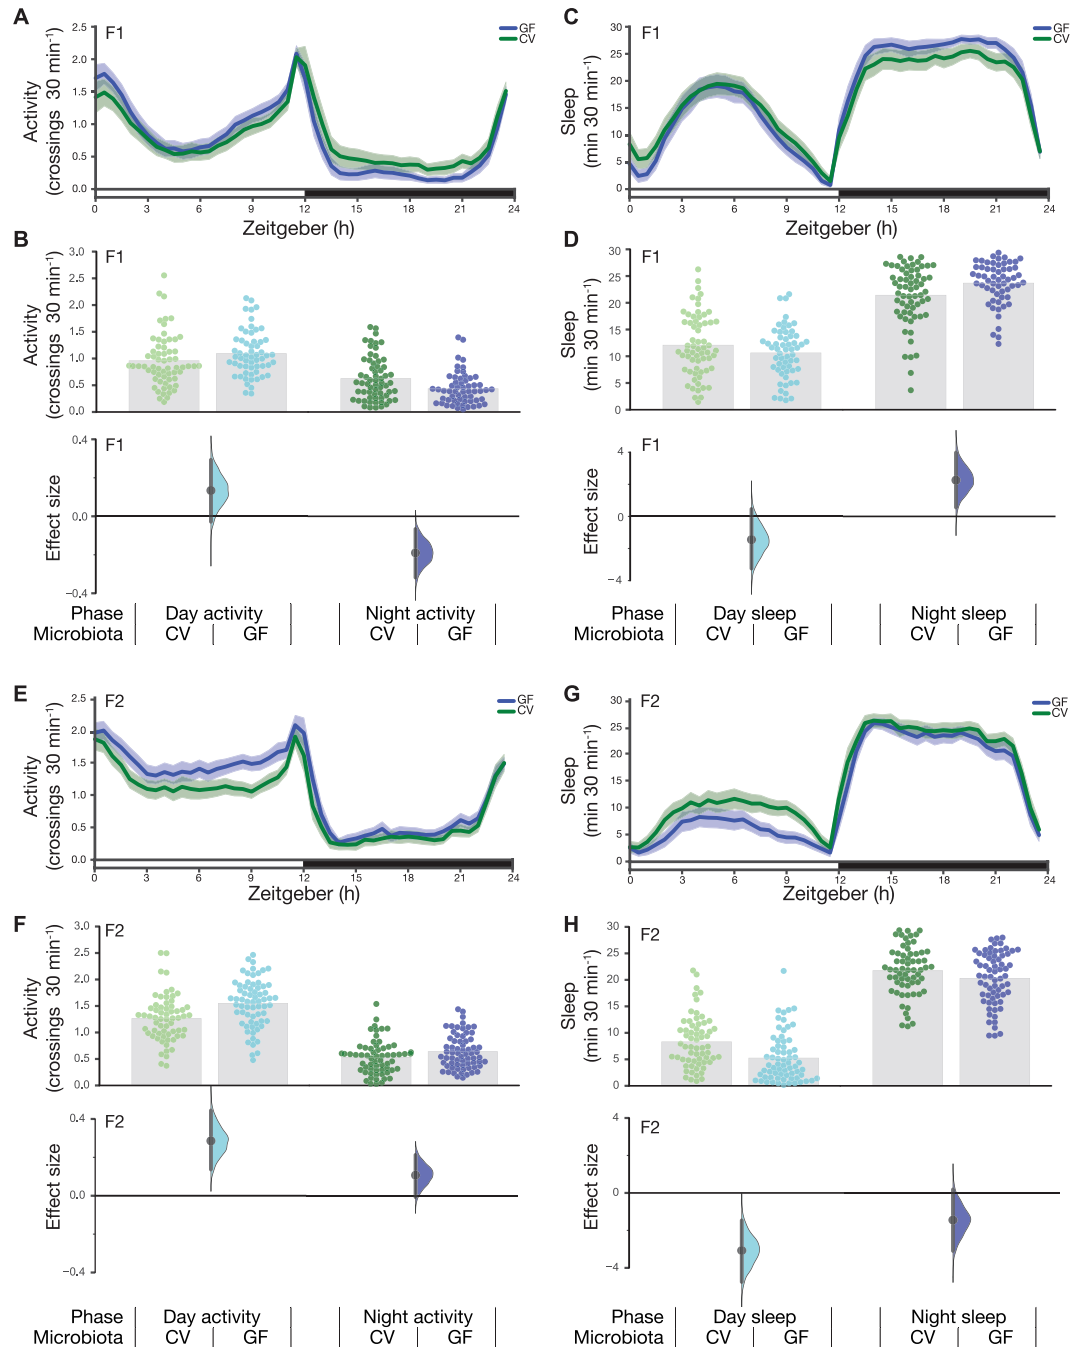 A
F1
GF
CV
Activity
(crossings 30 min-1)
2.5
2.0
1.5
1.0
0.5
0.0
0 3 6 9 12 15 18 21 24
Zeitgeber (h)
C
F1
GF
CV
Sleep
(min 30 min-1)
30
25
20
15
10
5
0
0 3 6 9 12 15 18 21 24
Zeitgeber (h)
B
F1
Activity
(crossings 30 min-1)
3.0
2.5
2.0
1.5
1.0
0.5
0.0
F1
Effect size
0.4
0.0
−0.4
Phase Day activity Night activity
Microbiota CV GF CV GF
D
F1
Sleep
(min 30 min-1)
30
25
20
15
10
5
0
F1
Effect size
4
0
−4
Phase Day sleep Night sleep
Microbiota CV GF CV GF
E
F2
GF
CV
Activity
(crossings 30 min-1)
2.5
2.0
1.5
1.0
0.5
0.0
0 3 6 9 12 15 18 21 24
Zeitgeber (h)
G
F2
GF
CV
Sleep
(min 30 min-1)
30
25
20
15
10
5
0
0 3 6 9 12 15 18 21 24
Zeitgeber (h)
F
F2
Activity
(crossings 30 min-1)
3.0
2.5
2.0
1.5
1.0
0.5
0.0
F2
Effect size
0.4
0.0
−0.4
Phase Day activity Night activity
Microbiota CV GF CV GF
H
F2
Sleep
(min 30 min-1)
30
25
20
15
10
5
0
F2
Effect size
4
0
−4
Phase Day sleep Night sleep
Microbiota CV GF CV GF